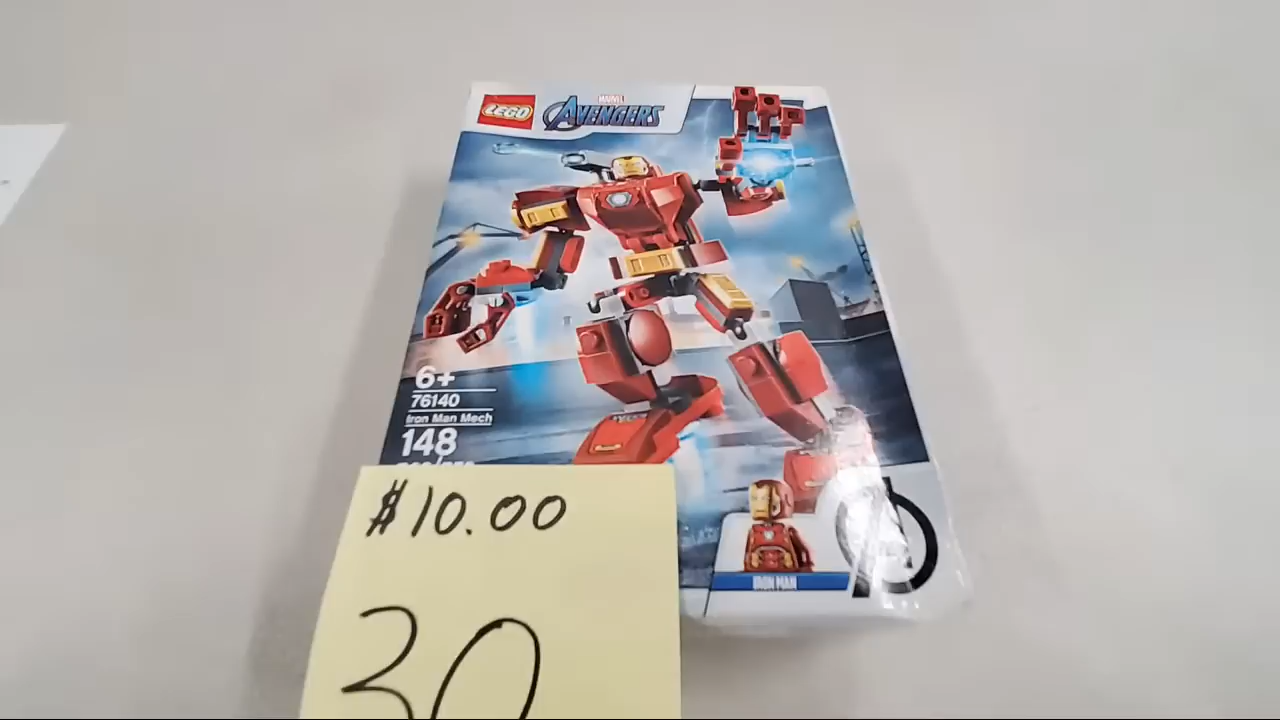 LEGO
MARVEL
AVENGERS
6+
76140
Iron Man Mech
148
$10.00
30
IRON MAN